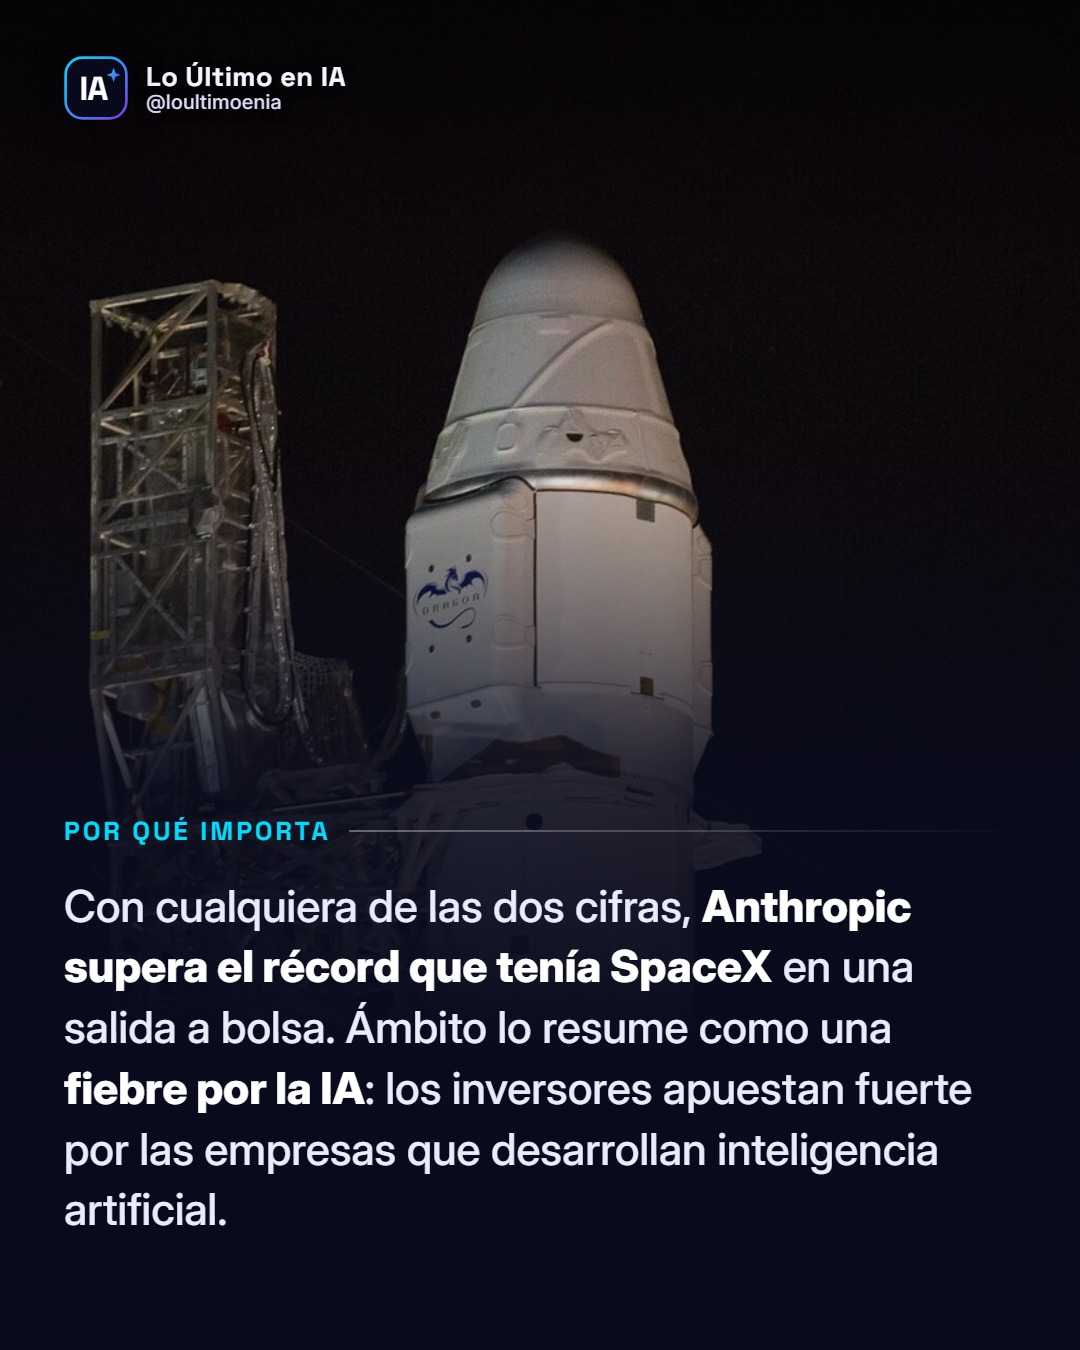 IA
Lo Último en IA
@loultimoenia
DRAGON
POR QUÉ IMPORTA
Con cualquiera de las dos cifras, Anthropic
supera el récord que tenía SpaceX en una
salida a bolsa. Ámbito lo resume como una
fiebre por la IA: los inversores apuestan fuerte
por las empresas que desarrollan inteligencia
artificial.